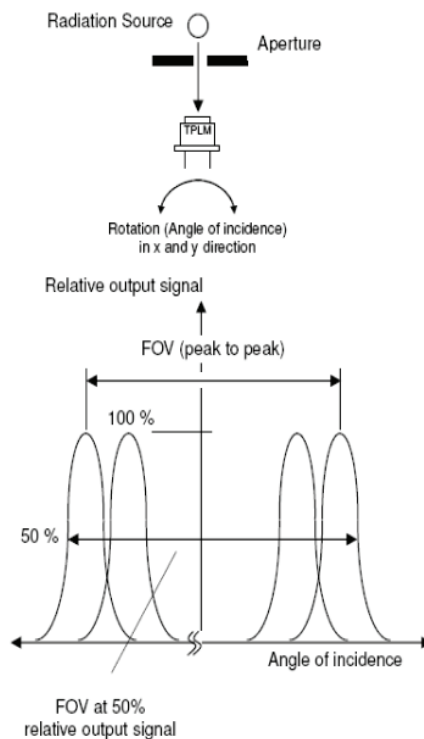 Radiation Source
Aperture
TPLM
Rotation (Angle of incidence)
in x and y direction
Relative output signal
FOV (peak to peak)
100 %
50 %
Angle of incidence
FOV at 50%
relative output signal